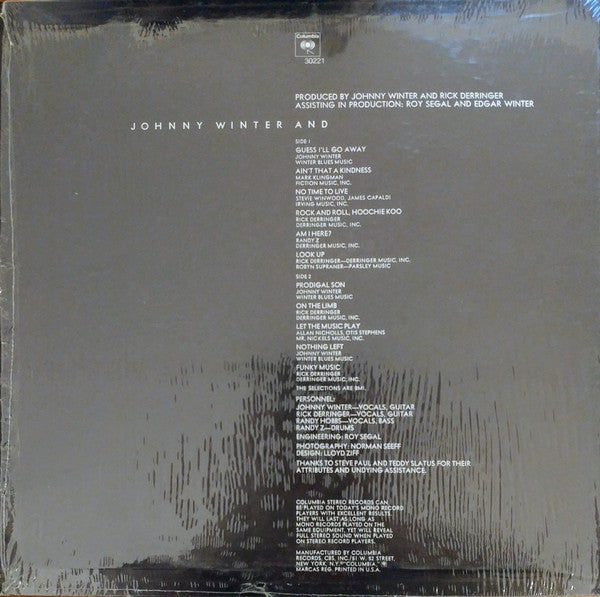 Columbia
30221
PRODUCED BY JOHNNY WINTER AND RICK DERRINGER
ASSISTING IN PRODUCTION: ROY SEGAL AND EDGAR WINTER
JOHNNY WINTER AND
SIDE 1
GUESS I'LL GO AWAY
JOHNNY WINTER
WINTER BLUES MUSIC
AIN'T THAT A KINDNESS
MARK KLINGMAN
FICTION MUSIC, INC.
NO TIME TO LIVE
STEVIE WINWOOD, JAMES CAPALDI
IRVING MUSIC, INC.
ROCK AND ROLL, HOOCHIE KOO
RICK DERRINGER
DERRINGER MUSIC, INC.
AM I HERE?
RANDY Z
DERRINGER MUSIC, INC.
LOOK UP
RICK DERRINGER—DERRINGER MUSIC, INC.
ROBYN SUPRANER—PARSLEY MUSIC
SIDE 2
PRODIGAL SON
JOHNNY WINTER
WINTER BLUES MUSIC
ON THE LIMB
RICK DERRINGER
DERRINGER MUSIC, INC.
LET THE MUSIC PLAY
ALLAN NICHOLLS, OTIS STEPHENS
MR. NICKELS MUSIC, INC.
NOTHING LEFT
JOHNNY WINTER
WINTER BLUES MUSIC
FUNKY MUSIC
RICK DERRINGER
DERRINGER MUSIC, INC.
THE SELECTIONS ARE BMI.
PERSONNEL:
JOHNNY WINTER—VOCALS, GUITAR
RICK DERRINGER—VOCALS, GUITAR
RANDY HOBBS—VOCALS, BASS
RANDY Z—DRUMS
ENGINEERING: ROY SEGAL
PHOTOGRAPHY: NORMAN SEEFF
DESIGN: LLOYD ZIFF
THANKS TO STEVE PAUL AND TEDDY SLATUS FOR THEIR
ATTRIBUTES AND UNDYING ASSISTANCE.
COLUMBIA STEREO RECORDS CAN
BE PLAYED ON TODAY'S MONO RECORD
PLAYERS WITH EXCELLENT RESULTS.
THEY WILL LAST AS LONG AS
MONO RECORDS PLAYED ON THE
SAME EQUIPMENT, YET WILL REVEAL
FULL STEREO SOUND WHEN PLAYED
ON STEREO RECORD PLAYERS.
MANUFACTURED BY COLUMBIA
RECORDS, CBS, INC./51 W. 52 STREET,
NEW YORK, N.Y./"COLUMBIA,"
MARCAS REG. PRINTED IN U.S.A.